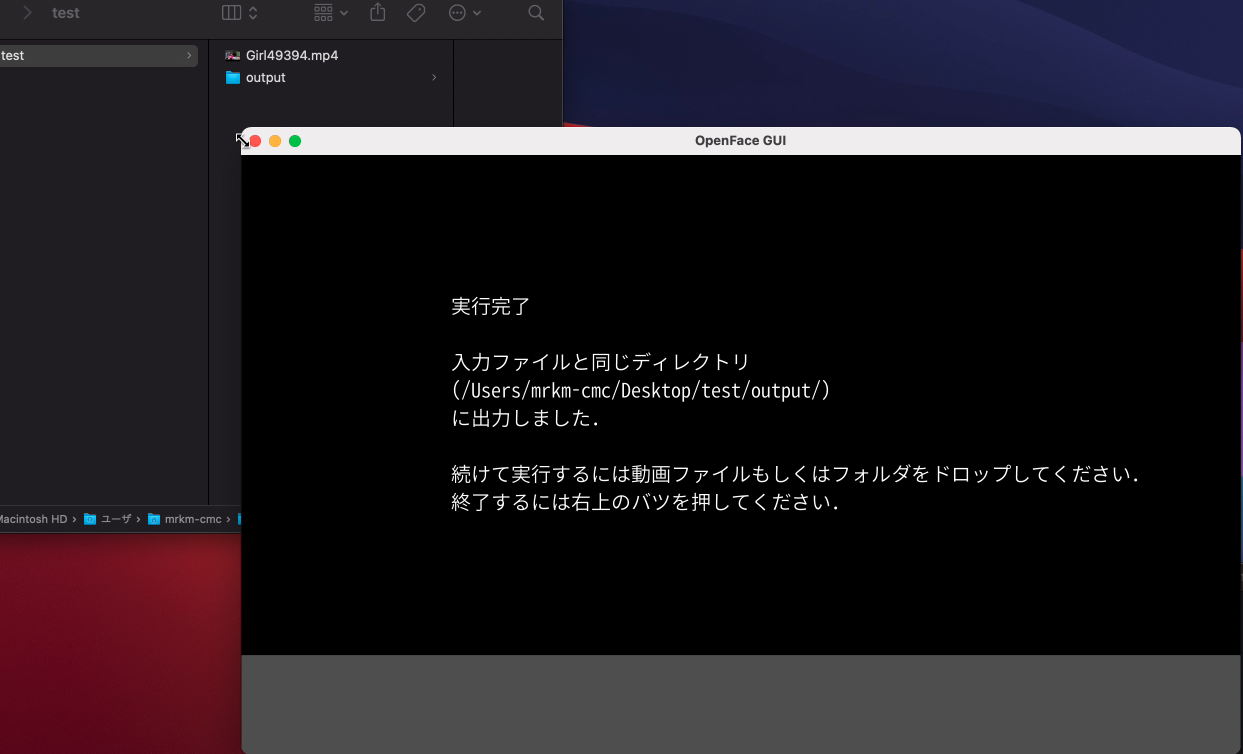 test
test
Girl49394.mp4
output
OpenFace GUI
実行完了
入力ファイルと同じディレクトリ
(/Users/mrkm-cmc/Desktop/test/output/)
に出力しました.
続けて実行するには動画ファイルもしくはフォルダをドロップしてください.
終了するには右上のバツを押してください.
Macintosh HD › ユーザ › mrkm-cmc ›